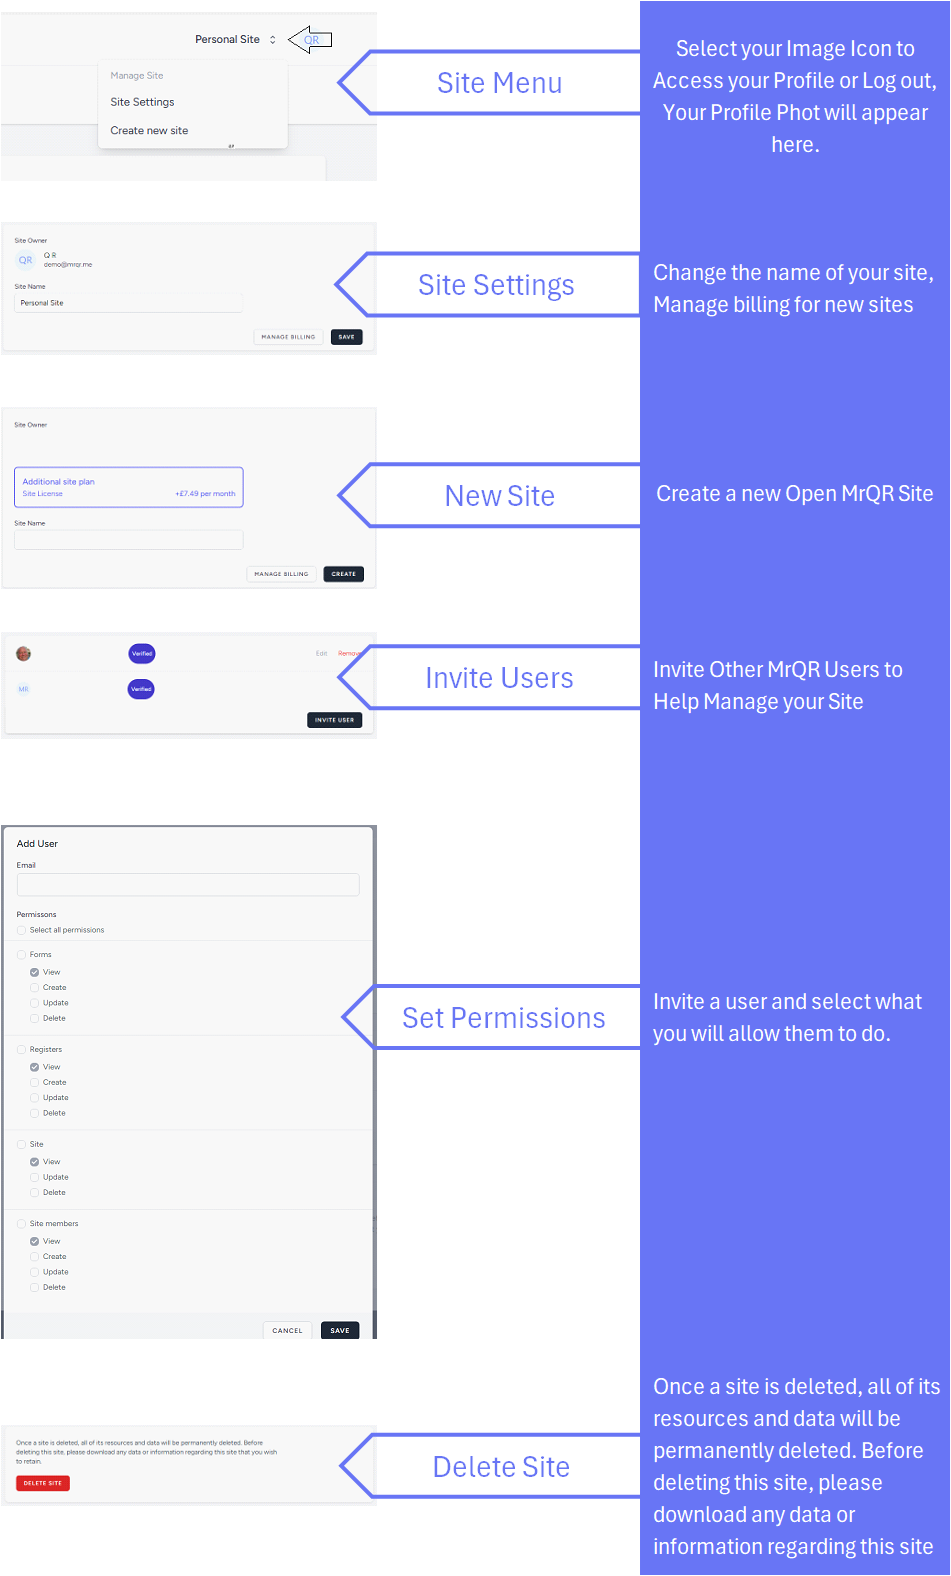 Personal Site
QR
Manage Site
Site Settings
Create new site
Site Menu
Select your Image Icon to
Access your Profile or Log out,
Your Profile Phot will appear
here.
Site Owner
QR
Q R
demo@mrqr.me
Site Name
Personal Site
MANAGE BILLING
SAVE
Site Settings
Change the name of your site,
Manage billing for new sites
Site Owner
Additional site plan
Site License
+£7.49 per month
Site Name
MANAGE BILLING
CREATE
New Site
Create a new Open MrQR Site
Verified
Edit
Remove
MR
Verified
INVITE USER
Invite Users
Invite Other MrQR Users to
Help Manage your Site
Add User
Email
Permissons
Select all permissions
Forms
View
Create
Update
Delete
Registers
View
Create
Update
Delete
Site
View
Update
Delete
Site members
View
Create
Update
Delete
CANCEL
SAVE
Set Permissions
Invite a user and select what
you will allow them to do.
Once a site is deleted, all of its resources and data will be permanently deleted. Before
deleting this site, please download any data or information regarding this site that you wish
to retain.
DELETE SITE
Delete Site
Once a site is deleted, all of its
resources and data will be
permanently deleted. Before
deleting this site, please
download any data or
information regarding this site